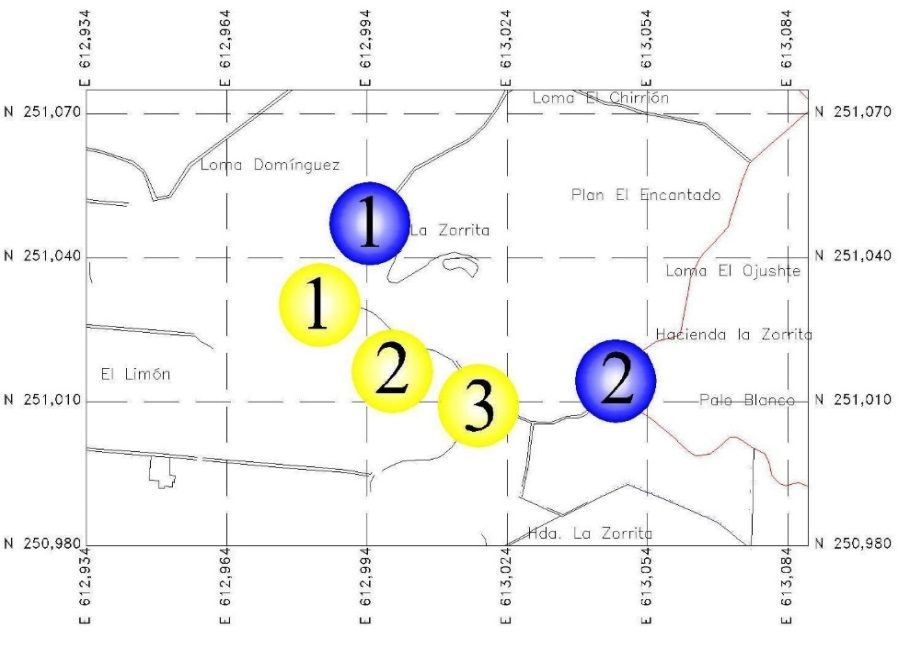 E 612,934
E 612,964
E 612,994
E 613,024
E 613,054
E 613,084
Loma El Chirrión
N 251,070
N 251,070
Loma Domínguez
Plan El Encantado
1
La Zorrita
N 251,040
N 251,040
Loma El Ojushte
1
Hacienda la Zorrita
El Limón
2
2
N 251,010
3
Palo Blanco
N 251,010
Hda. La Zorrita
N 250,980
N 250,980
E 612,934
E 612,964
E 612,994
E 613,024
E 613,054
E 613,084